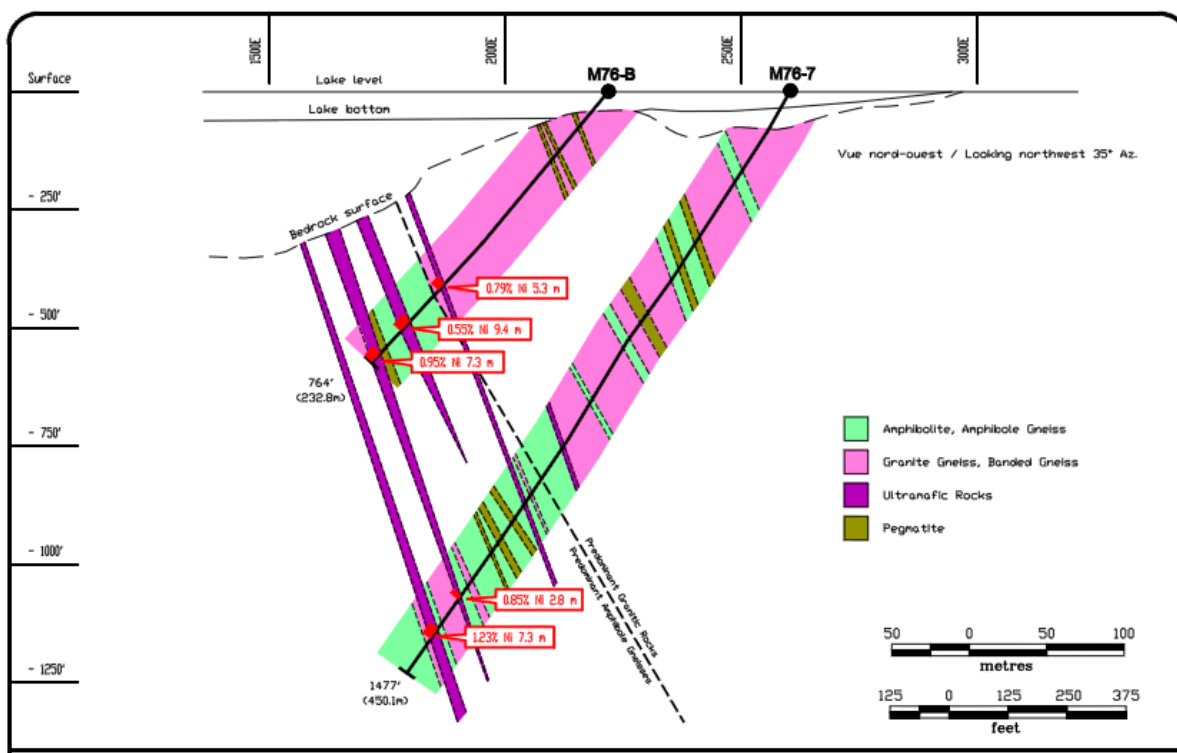 1500E
2000E
2500E
3000E
Surface
Lake level
M76-B
M76-7
Lake bottom
Vue nord-ouest / Looking northwest 35° Az.
- 250'
Bedrock surface
0.79% Ni 5.3 m
- 500'
0.55% Ni 9.4 m
0.95% Ni 7.3 m
764'
(232.8m)
- 750'
Amphibolite, Amphibole Gneiss
Granite Gneiss, Banded Gneiss
Ultramafic Rocks
Pegmatite
- 1000'
Predominant Granitic Rocks
Predominant Amphibole Gneisses
0.85% Ni 2.8 m
1.23% Ni 7.3 m
- 1250'
1477'
(450.1m)
50 0 50 100
metres
125 0 125 250 375
feet